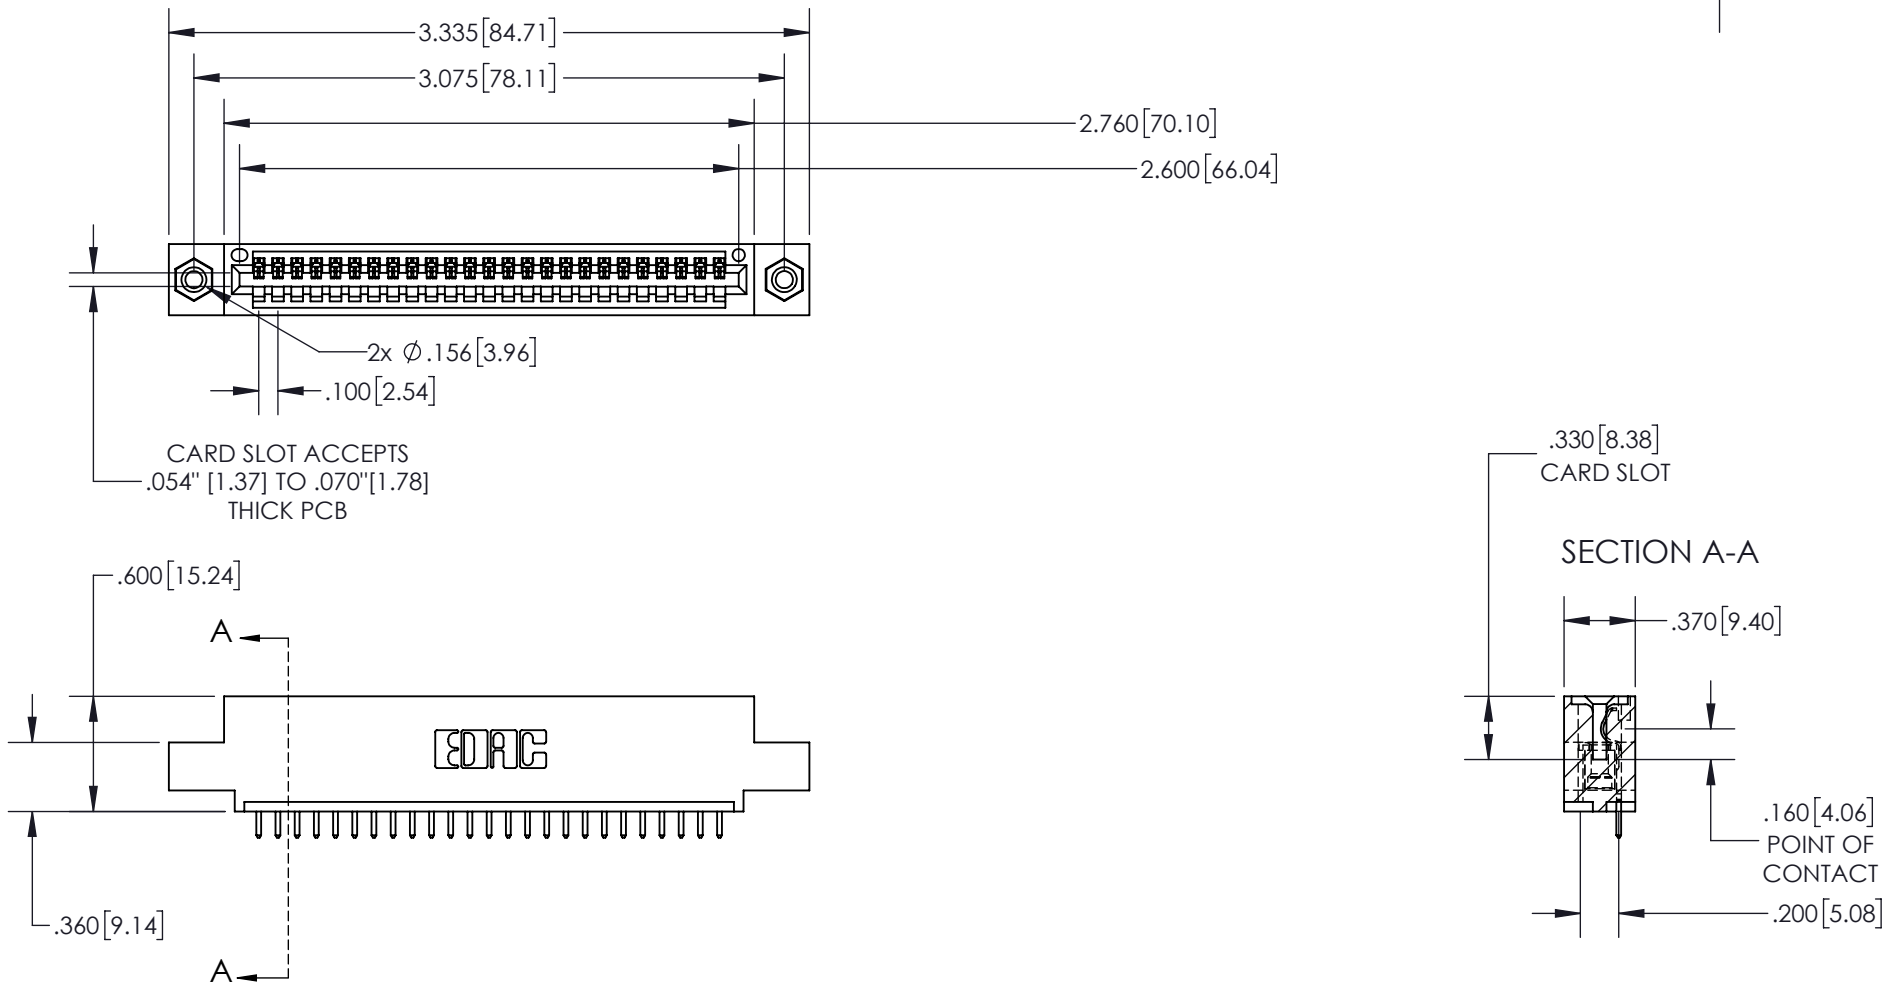 3.335[84.71]
3.075[78.11]
2.760[70.10]
2.600[66.04]
2x ∅.156[3.96]
.100[2.54]
CARD SLOT ACCEPTS
.054" [1.37] TO .070"[1.78]
THICK PCB
.330[8.38]
CARD SLOT
SECTION A-A
.600[15.24]
.370[9.40]
A
EDAC
.160[4.06]
POINT OF
CONTACT
.200[5.08]
.360[9.14]
A